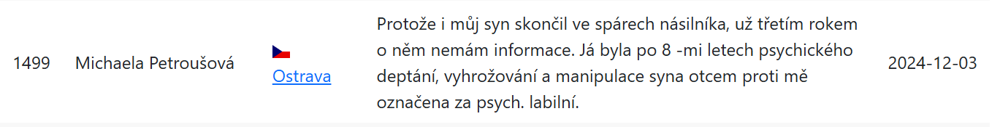 1499
Michaela Petroušová
Ostrava
Protože i můj syn skončil ve spárech násilníka, už třetím rokem
o něm nemám informace. Já byla po 8 -mi letech psychického
deptání, vyhrožování a manipulace syna otcem proti mě
označena za psych. labilní.
2024-12-03